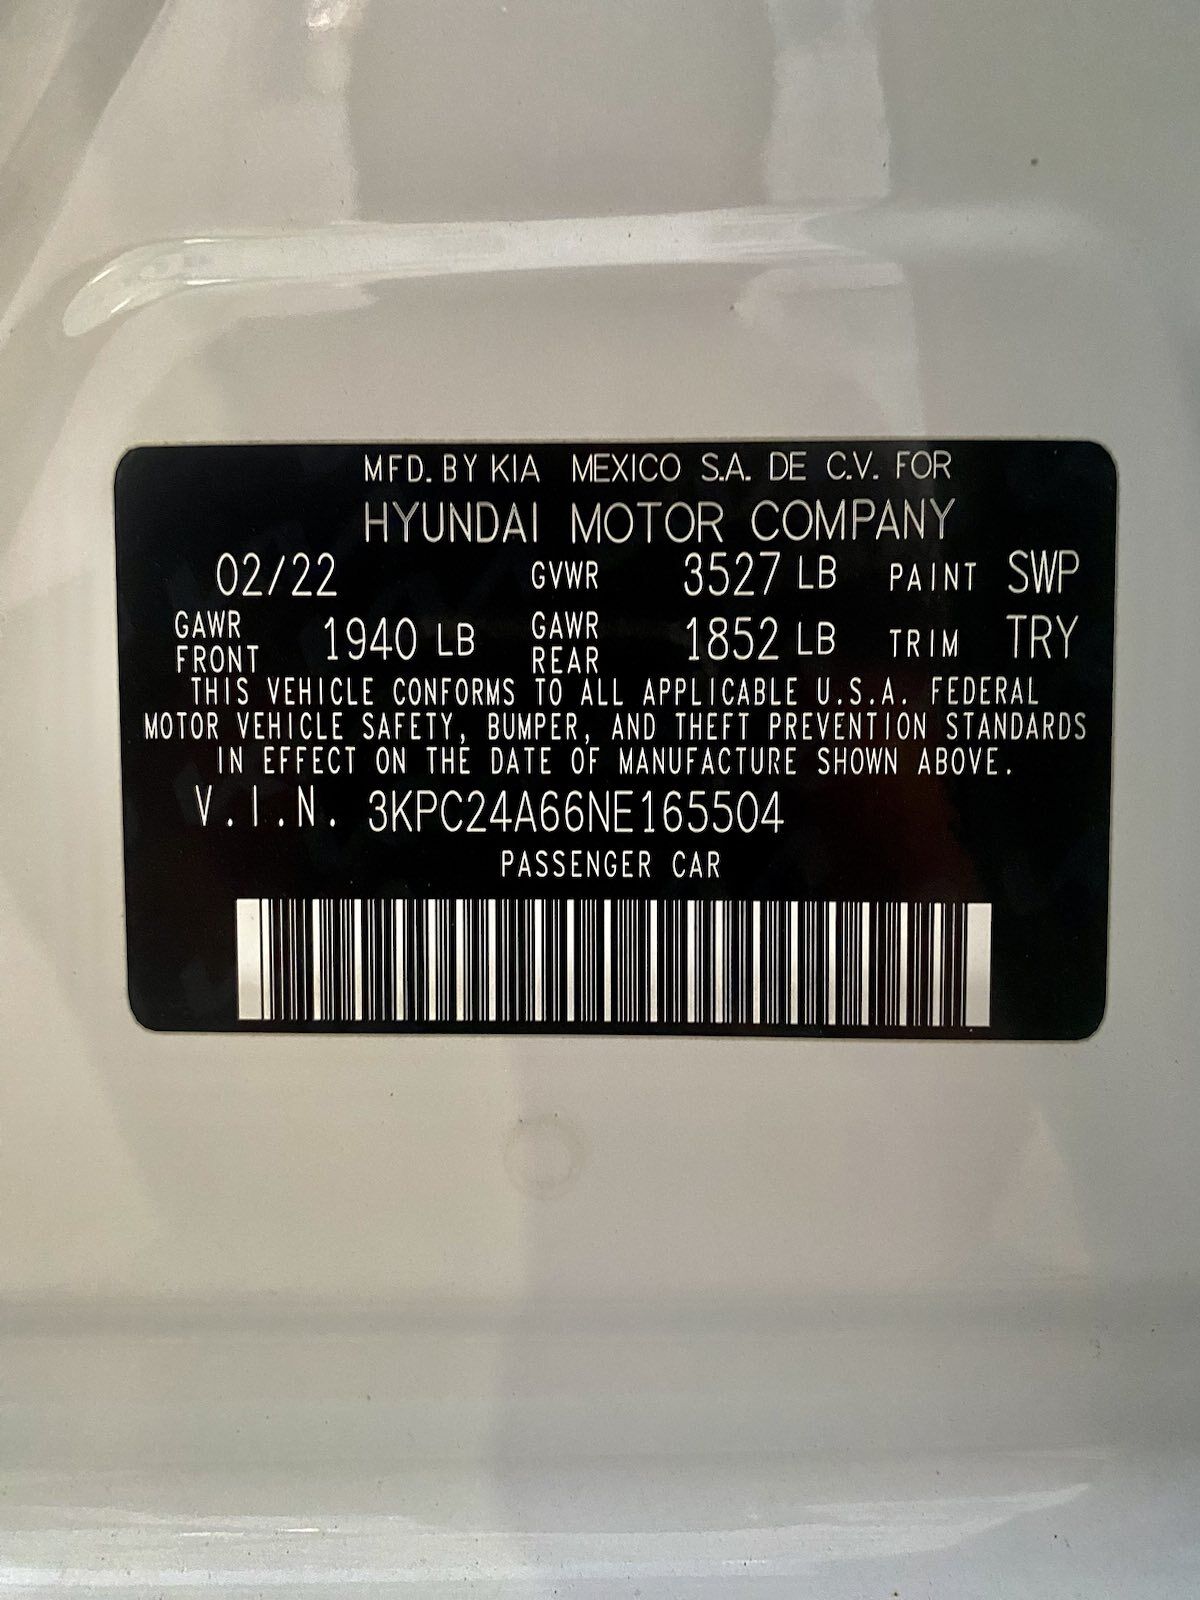 MFD. BY KIA MEXICO S.A. DE C.V. FOR
HYUNDAI MOTOR COMPANY
02/22 GVWR 3527 LB PAINT SWP
GAWR FRONT 1940 LB GAWR REAR 1852 LB TRIM TRY
THIS VEHICLE CONFORMS TO ALL APPLICABLE U.S.A. FEDERAL
MOTOR VEHICLE SAFETY, BUMPER, AND THEFT PREVENTION STANDARDS
IN EFFECT ON THE DATE OF MANUFACTURE SHOWN ABOVE.
V.I.N. 3KPC24A66NE165504
PASSENGER CAR